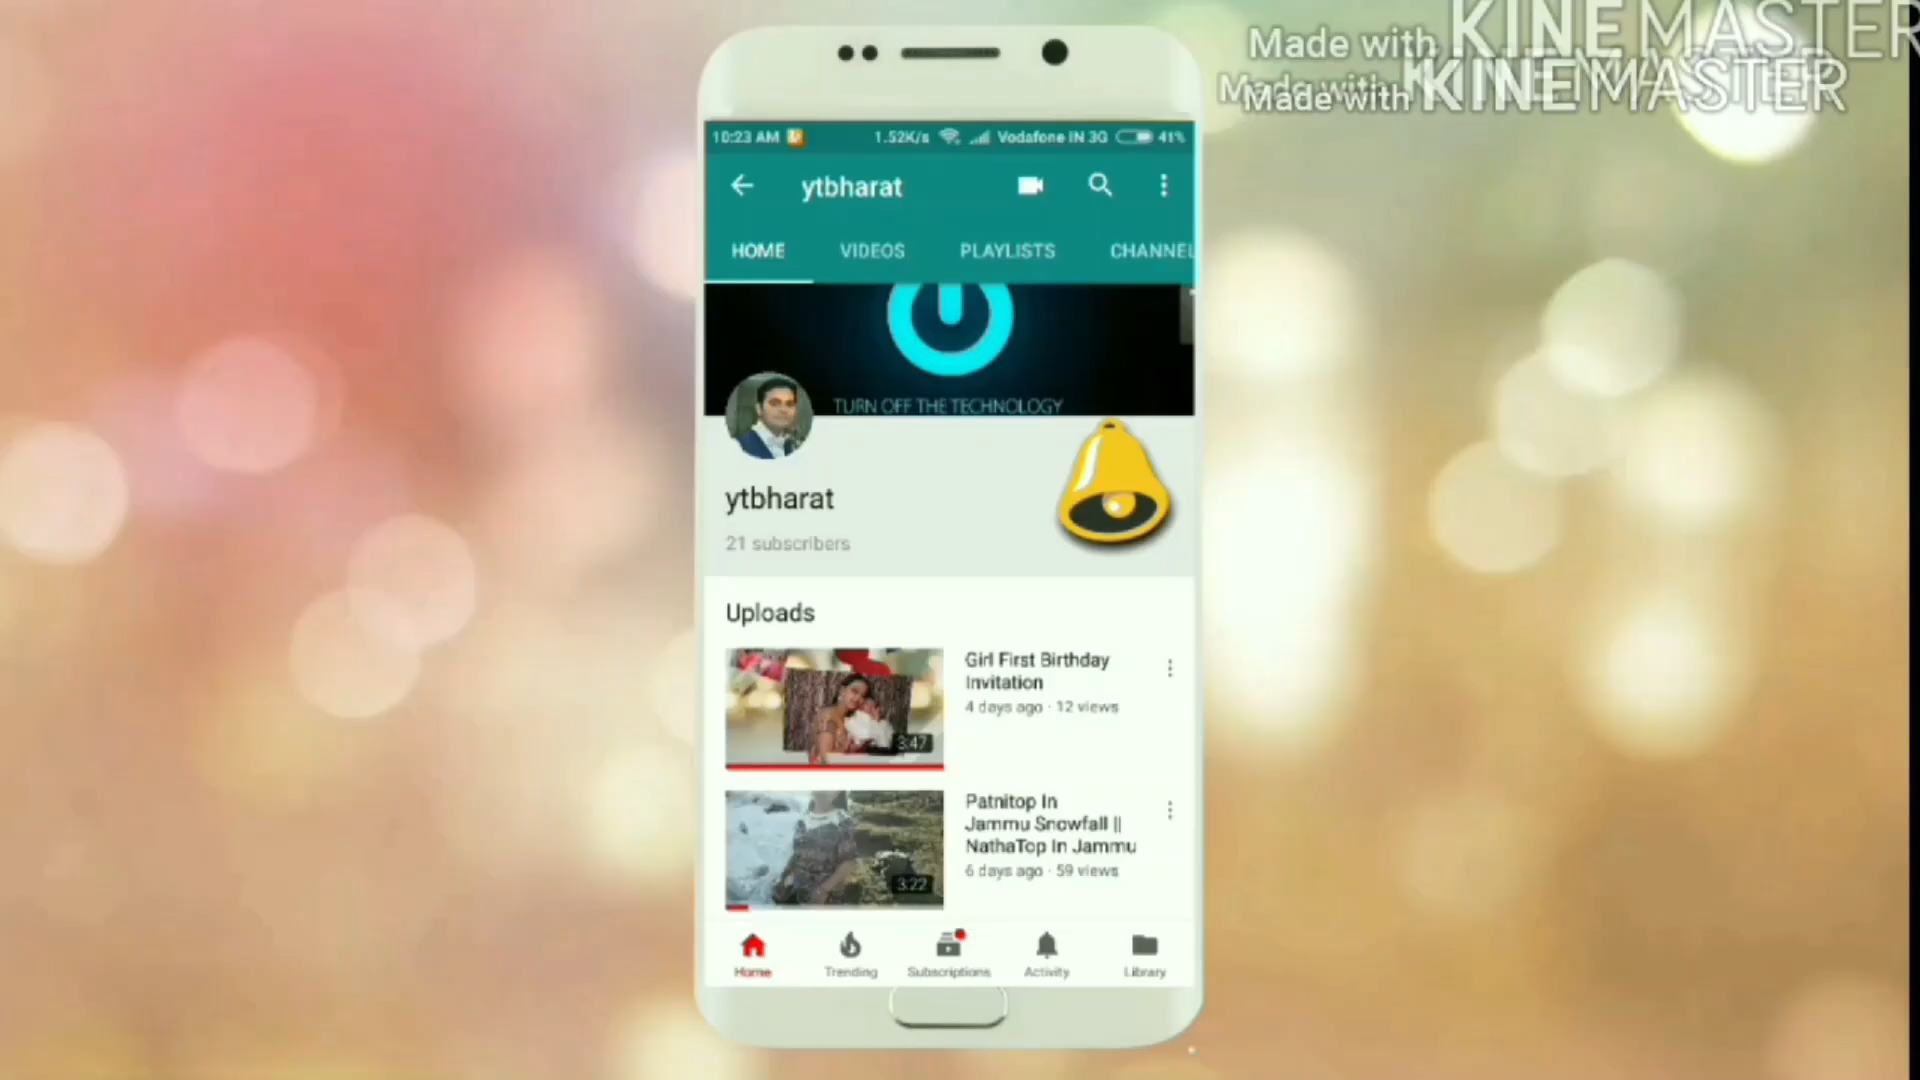 Made with KINEMASTER
Made with KINEMASTER
10:23 AM 1.52K/s Vodafone IN 3G 41%
ytbharat
HOME VIDEOS PLAYLISTS CHANNEL
TURN OFF THE TECHNOLOGY
ytbharat
21 subscribers
Uploads
Girl First Birthday
Invitation
4 days ago · 12 views
3:47
Patnitop In
Jammu Snowfall ||
NathaTop In Jammu
6 days ago · 59 views
3:22
Home Trending Subscriptions Activity Library